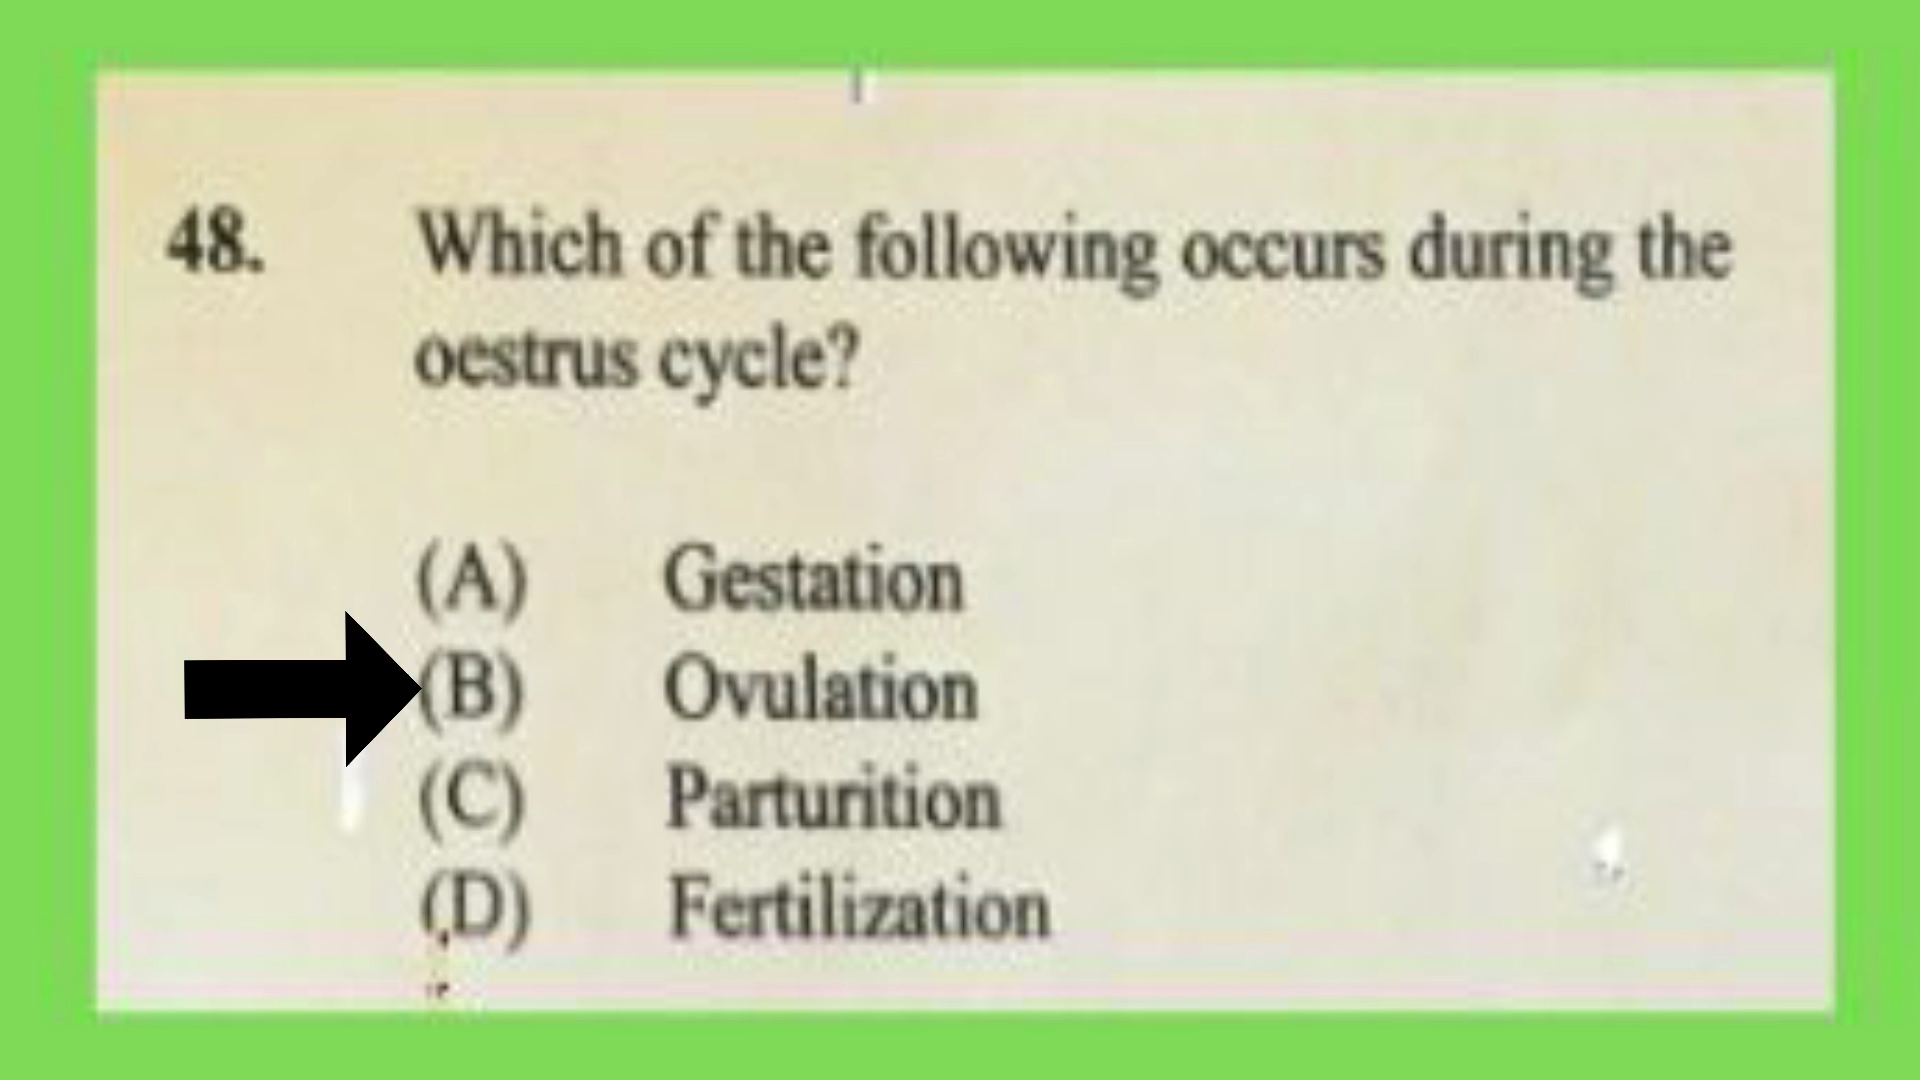 48. Which of the following occurs during the
oestrus cycle?
(A) Gestation
(B) Ovulation
(C) Parturition
(D) Fertilization